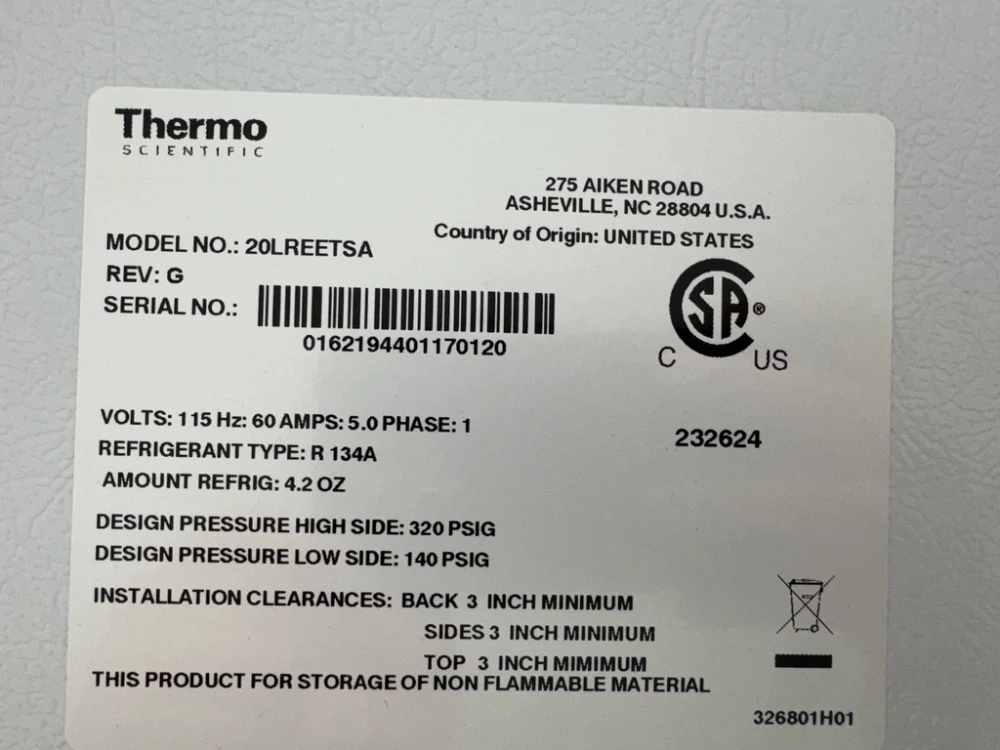 Thermo
SCIENTIFIC
275 AIKEN ROAD
ASHEVILLE, NC 28804 U.S.A.
Country of Origin: UNITED STATES
MODEL NO.: 20LREETSA
REV: G
SERIAL NO.:
0162194401170120
SA ®
C US
VOLTS: 115 Hz: 60 AMPS: 5.0 PHASE: 1
232624
REFRIGERANT TYPE: R 134A
AMOUNT REFRIG: 4.2 OZ
DESIGN PRESSURE HIGH SIDE: 320 PSIG
DESIGN PRESSURE LOW SIDE: 140 PSIG
INSTALLATION CLEARANCES: BACK 3 INCH MINIMUM
SIDES 3 INCH MINIMUM
TOP 3 INCH MIMIMUM
THIS PRODUCT FOR STORAGE OF NON FLAMMABLE MATERIAL
326801H01